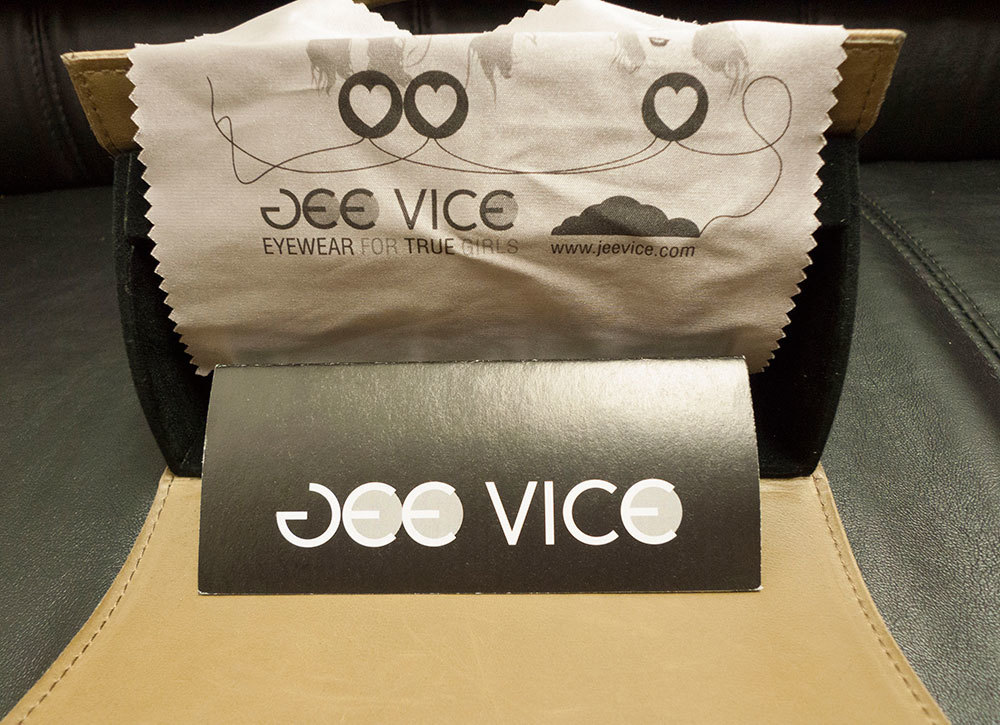 JEE VICE
EYEWEAR FOR TRUE GIRLS
www.jeevice.com
JEE VICE